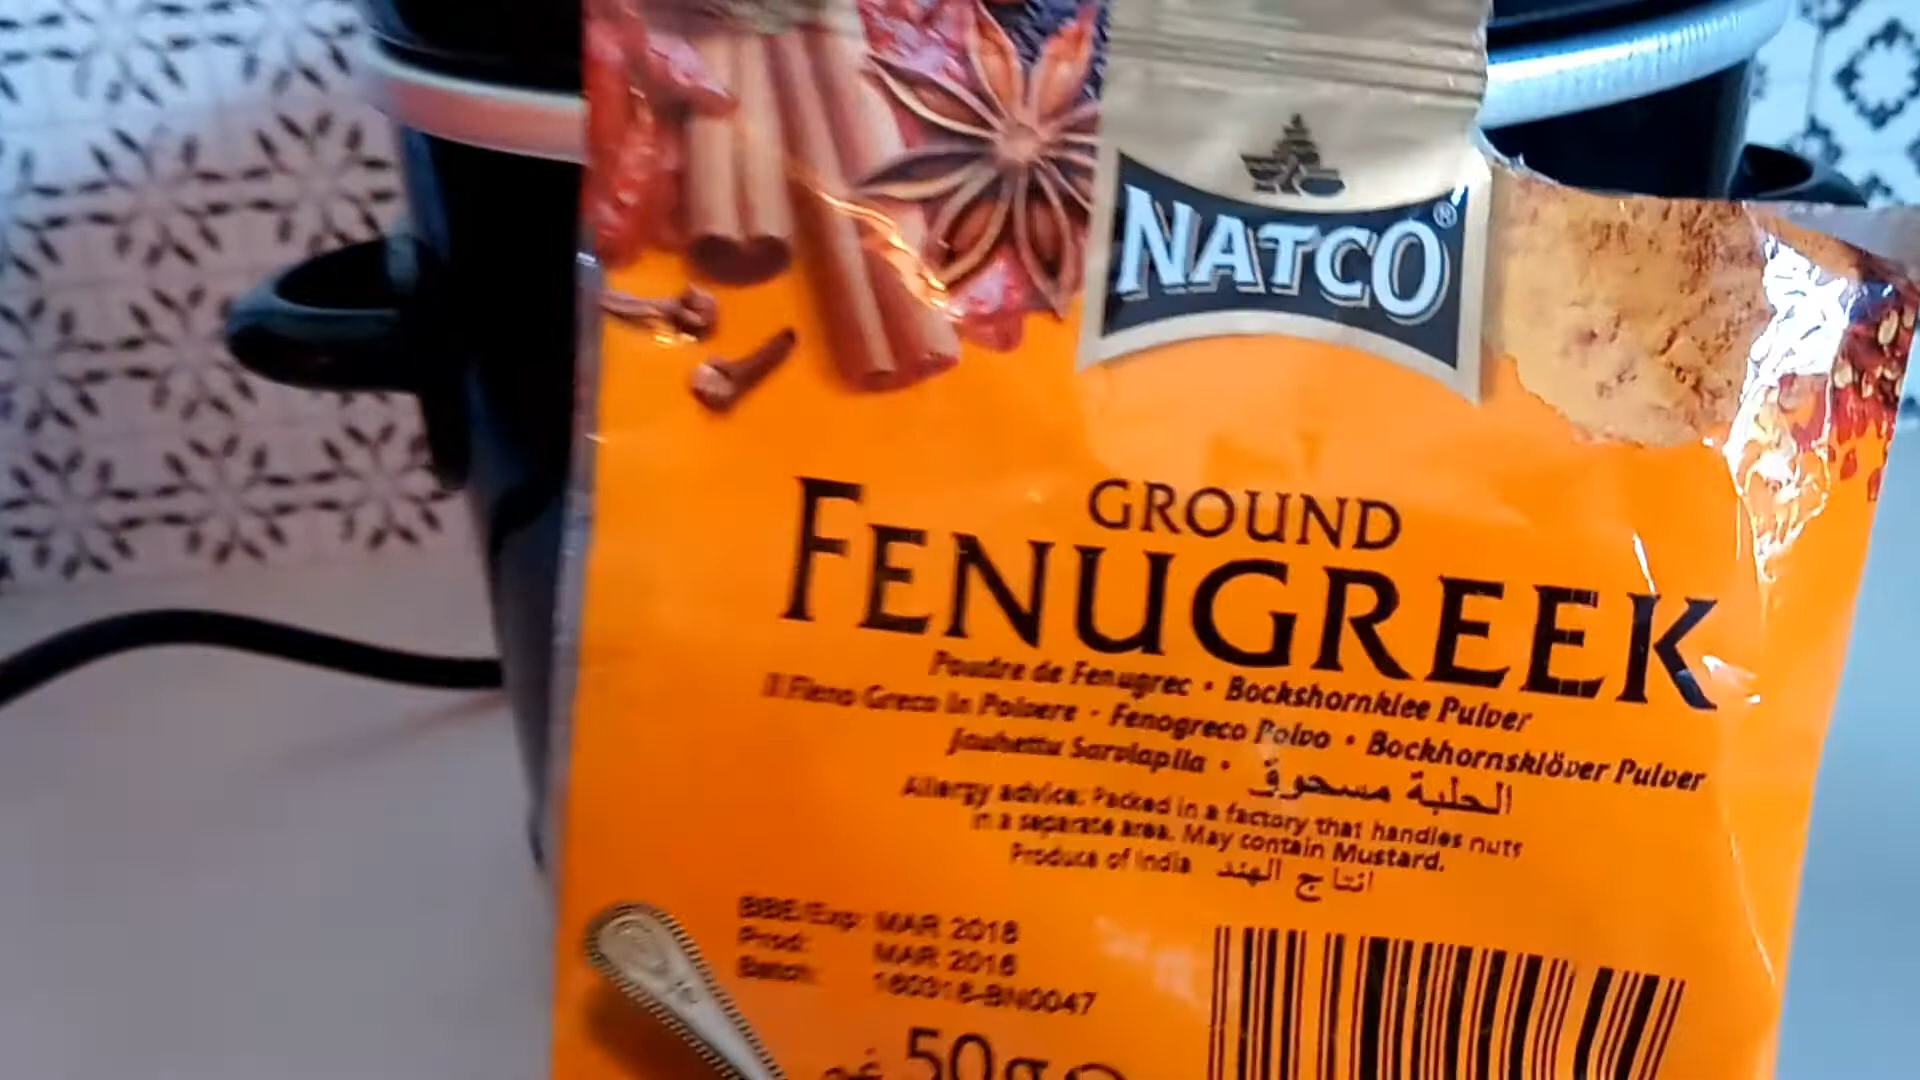 NATCO®
GROUND
FENUGREEK
Poudre de Fenugrec • Bockshornklee Pulver
Il Fieno Greco In Polvere • Fenogreco Polvo • Bockhornsklöver Pulver
Jauhettu Sarviapila • الحلبة مسحوق
Allergy advice: Packed in a factory that handles nuts
in a separate area. May contain Mustard.
Produce of India انتاج الهند
BBE/Exp: MAR 2018
Prod: MAR 2016
Batch:
50g